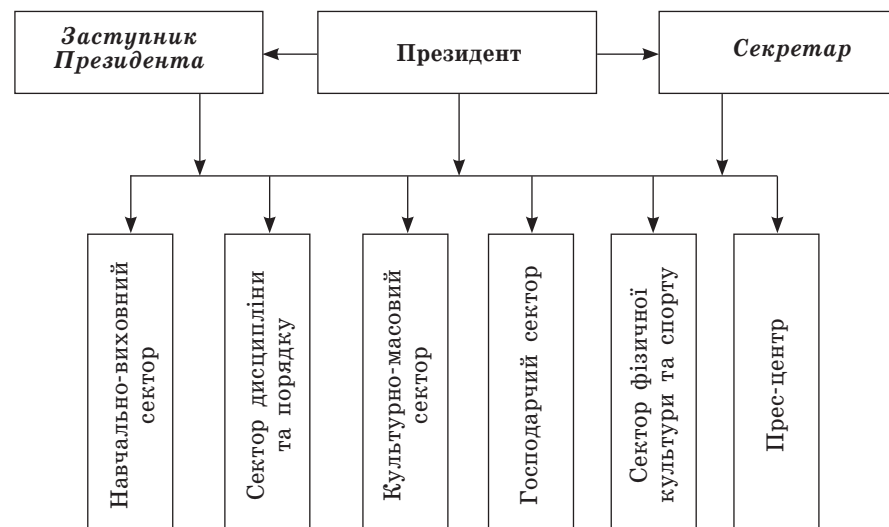 Заступник
Президента
Президент
Секретар
Навчально-виховний
сектор
Сектор дисципліни
та порядку
Культурно-масовий
сектор
Господарчий сектор
Сектор фізичної
культури та спорту
Прес-центр